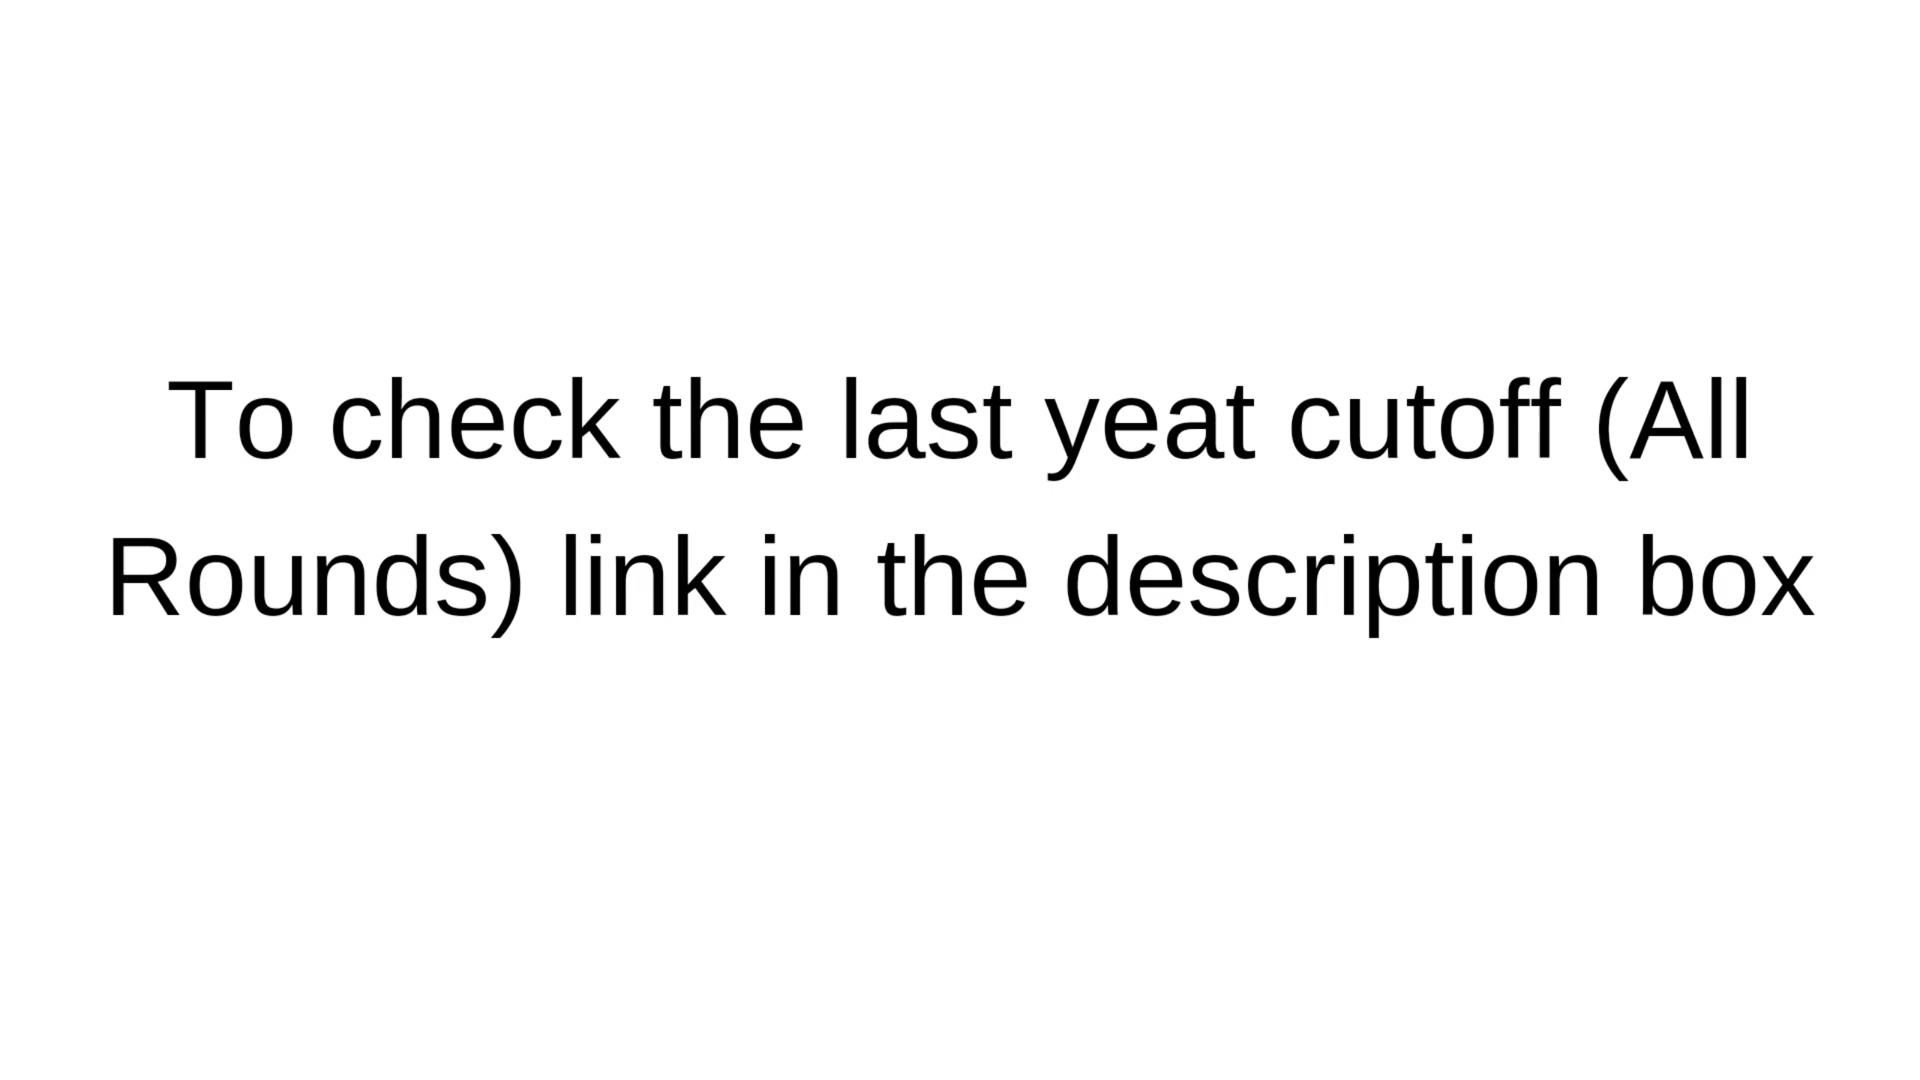 To check the last yeat cutoff (All
Rounds) link in the description box